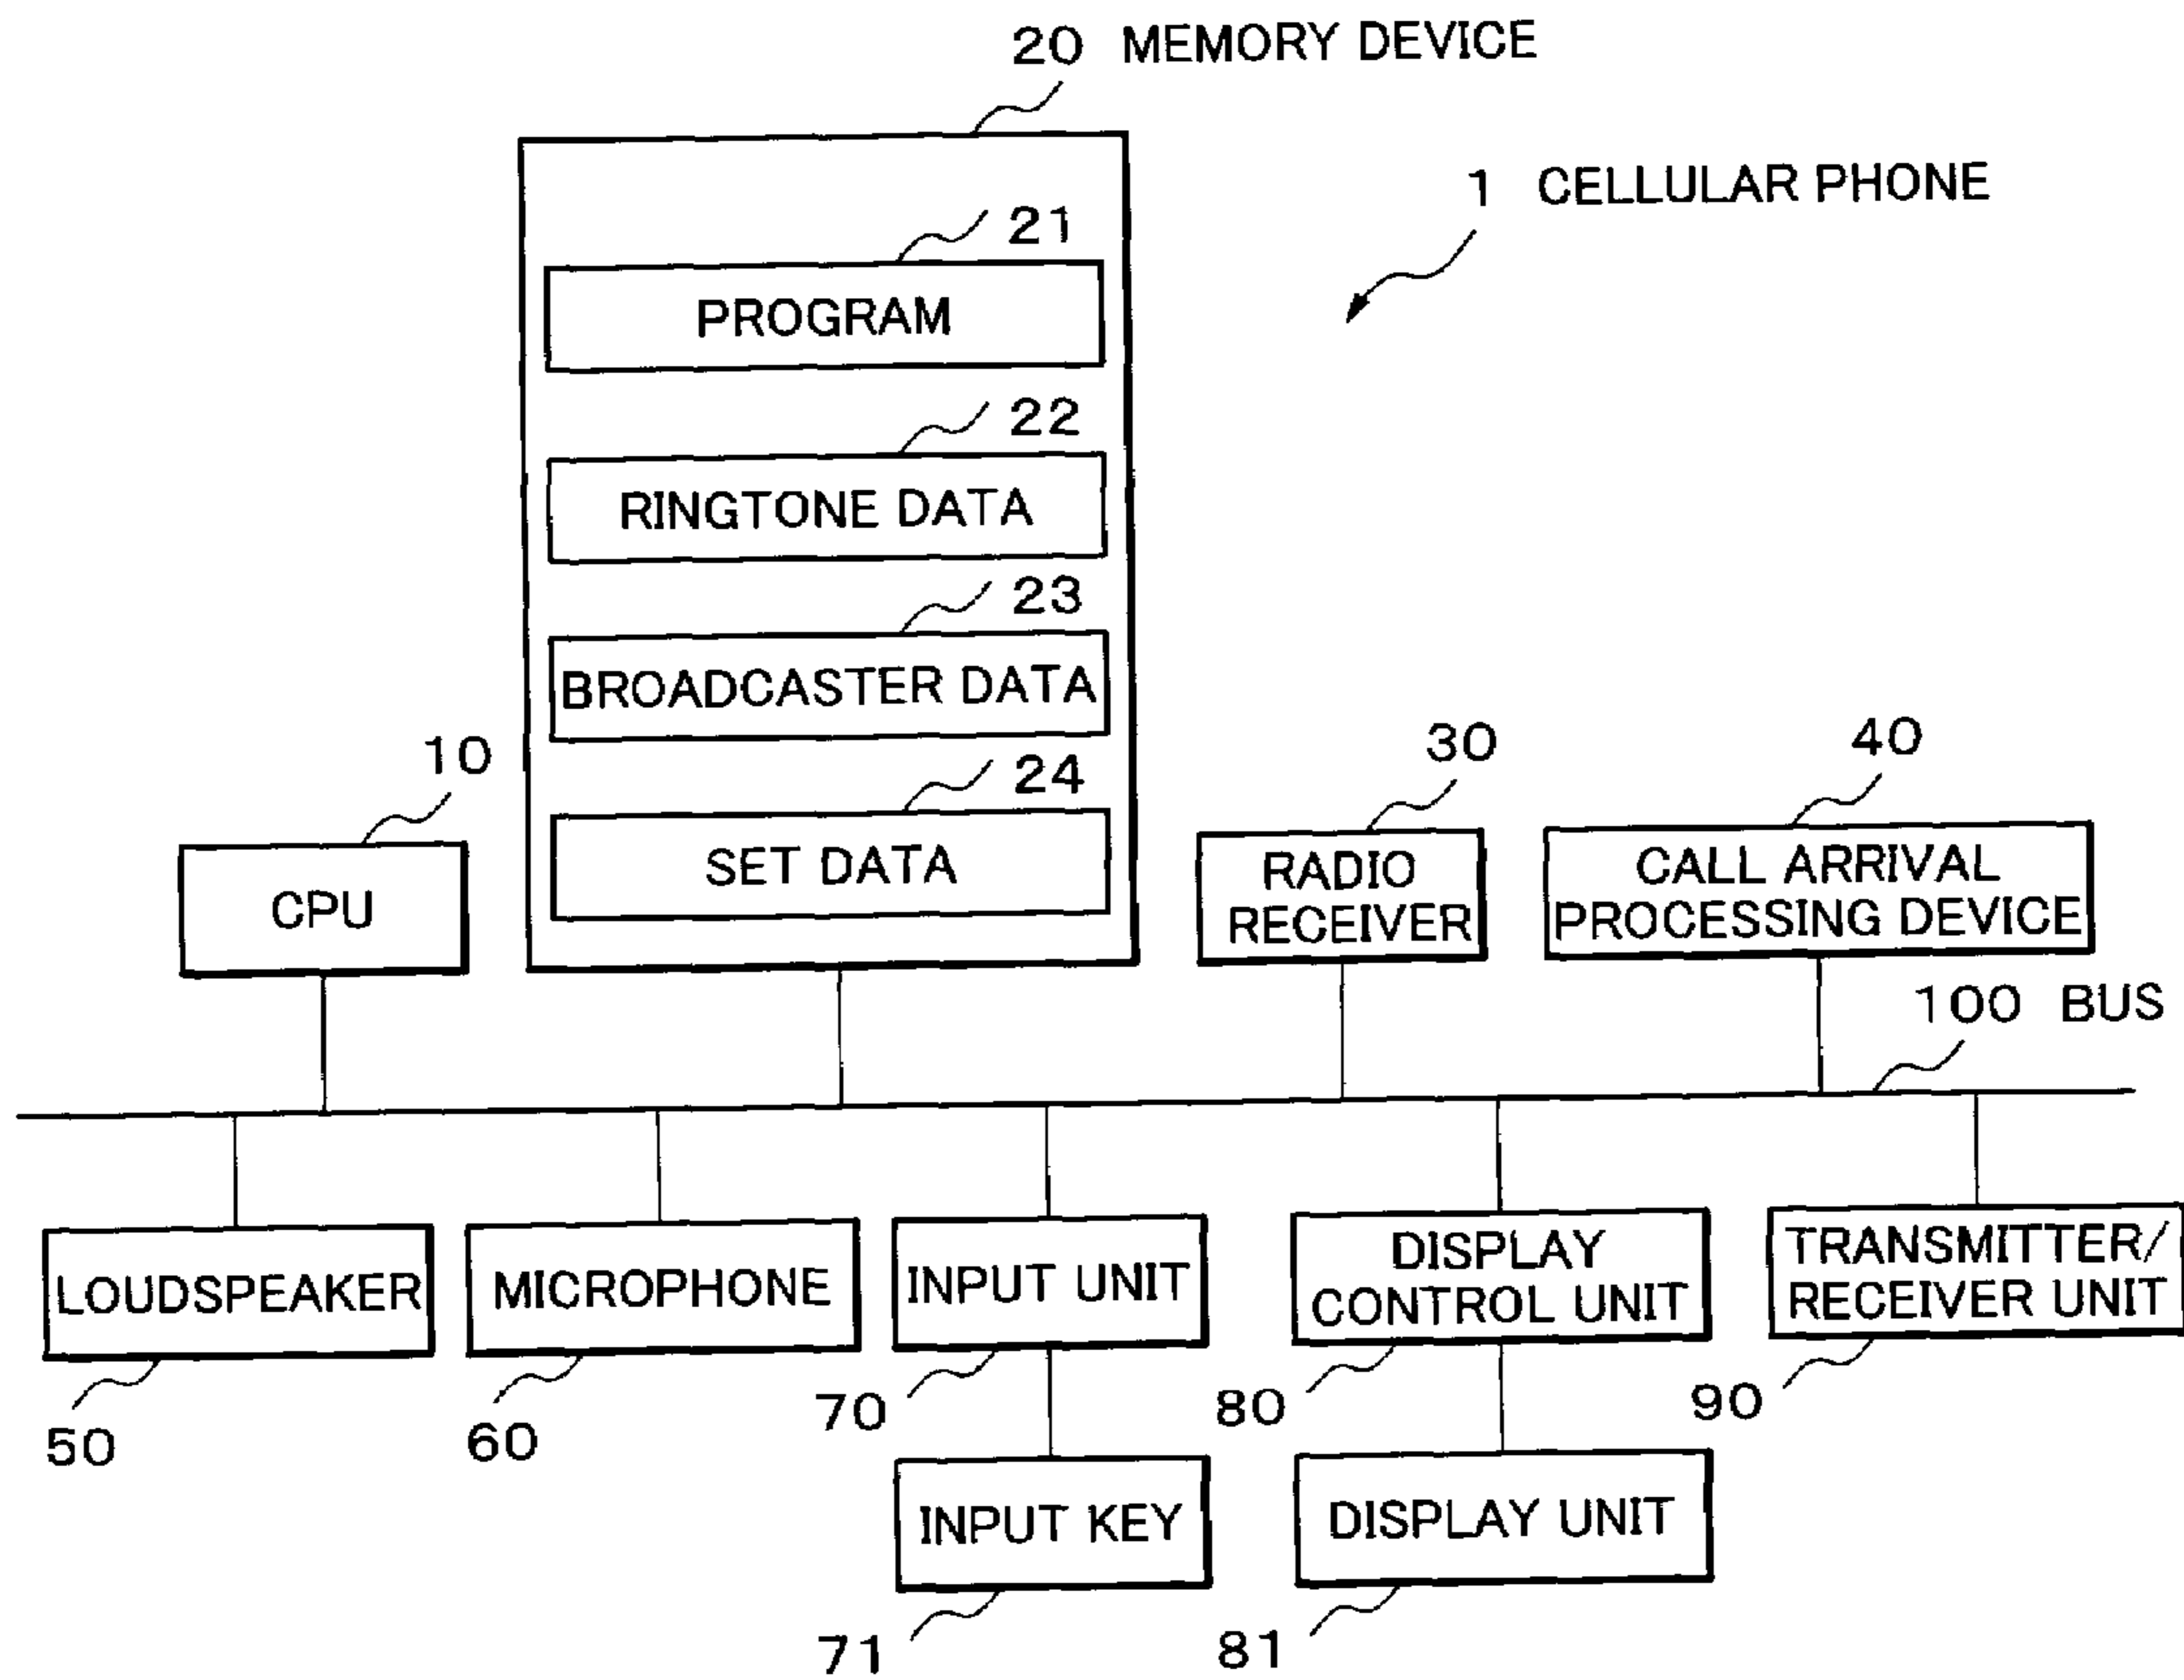 20 MEMORY DEVICE
1 CELLULAR PHONE
21
PROGRAM
22
RINGTONE DATA
23
BROADCASTER DATA
24
SET DATA
10
CPU
30
RADIO
RECEIVER
40
CALL ARRIVAL
PROCESSING DEVICE
100 BUS
LOUDSPEAKER
50
MICROPHONE
60
INPUT UNIT
70
DISPLAY
CONTROL UNIT
80
TRANSMITTER/
RECEIVER UNIT
90
INPUT KEY
71
DISPLAY UNIT
81